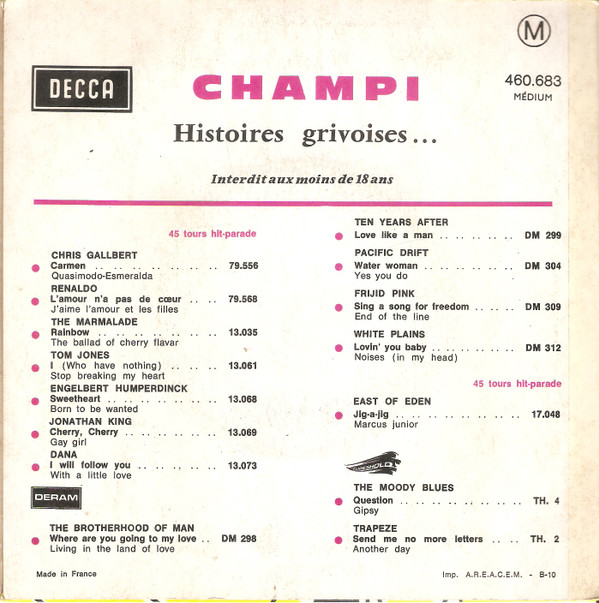 M
DECCA
CHAMPI
460.683
MÉDIUM
Histoires grivoises...
Interdit aux moins de 18 ans
45 tours hit-parade
CHRIS GALLBERT
Carmen .. .. .. .. .. .. .. .. 79.556
Quasimodo-Esmeralda
RENALDO
L'amour n'a pas de cœur .. .. 79.568
J'aime l'amour et les filles
THE MARMALADE
Rainbow .. .. .. .. .. .. .. .. 13.035
The ballad of cherry flavar
TOM JONES
I (Who have nothing) .. .. .. .. 13.061
Stop breaking my heart
ENGELBERT HUMPERDINCK
Sweetheart .. .. .. .. .. .. .. 13.068
Born to be wanted
JONATHAN KING
Cherry, Cherry .. .. .. .. .. .. 13.069
Gay girl
DANA
I will follow you .. .. .. .. .. 13.073
With a little love
DERAM
THE BROTHERHOOD OF MAN
Where are you going to my love .. DM 298
Living in the land of love
TEN YEARS AFTER
Love like a man .. .. .. .. .. DM 299
PACIFIC DRIFT
Water woman .. .. .. .. .. .. DM 304
Yes you do
FRIJID PINK
Sing a song for freedom .. .. .. DM 309
End of the line
WHITE PLAINS
Lovin' you baby .. .. .. .. .. DM 312
Noises (in my head)
45 tours hit-parade
EAST OF EDEN
Jig-a-jig .. .. .. .. .. .. .. .. 17.048
Marcus junior
THRESHOLD
THE MOODY BLUES
Question .. .. .. .. .. .. .. .. TH. 4
Gipsy
TRAPEZE
Send me no more letters .. .. TH. 2
Another day
Made in France
Imp. A.R.E.A.C.E.M. - B-10